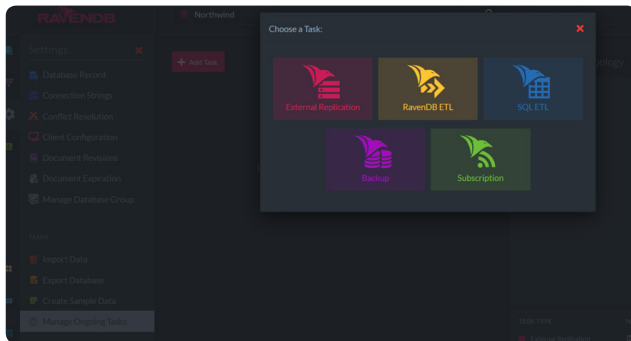 RAVENDB
Northwind
Settings
Database Record
Connection Strings
Conflict Resolution
Client Configuration
Document Revisions
Document Expiration
Manage Database Group
Import Data
Export Database
Create Sample Data
Manage Ongoing Tasks
Add Task
Choose a Task:
External Replication
RavenDB ETL
SQL ETL
Backup
Subscription
TASK TYPE